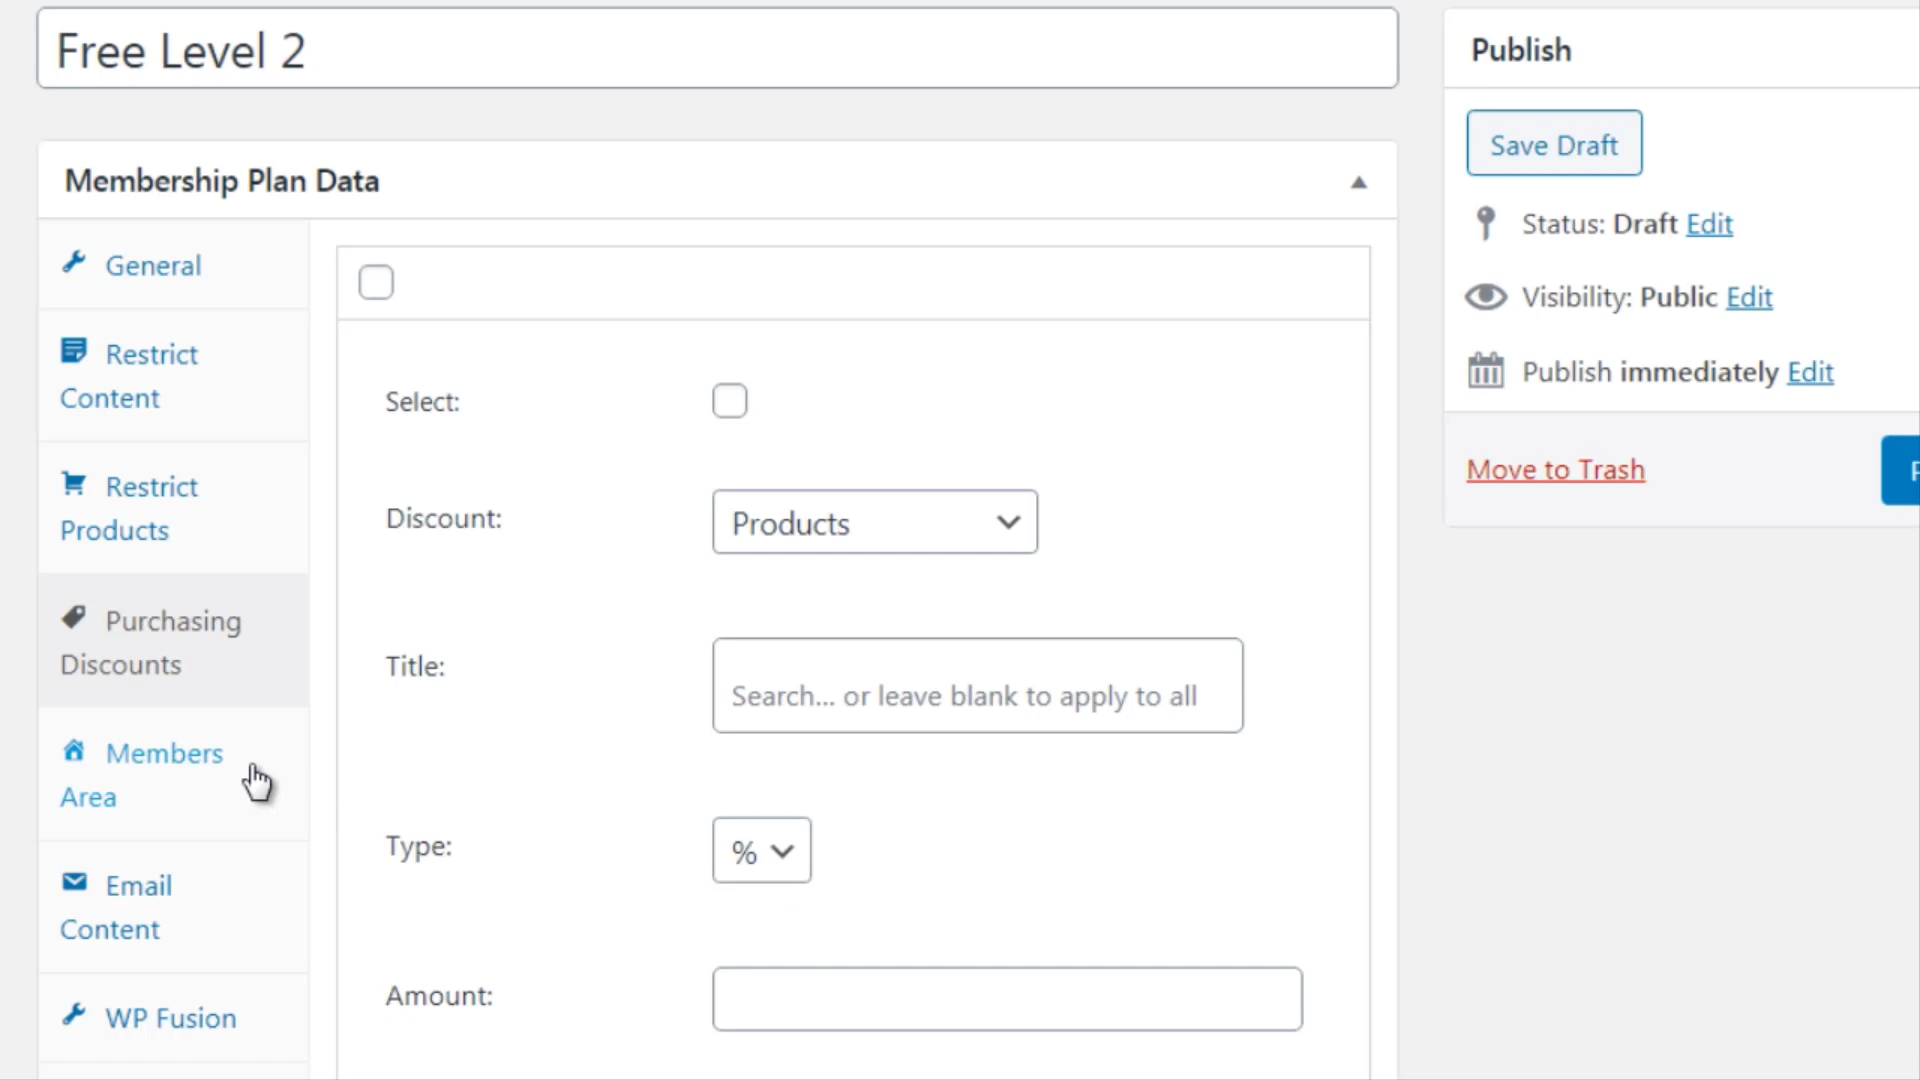 Free Level 2
Publish
Save Draft
Membership Plan Data
Status: Draft Edit
General
Visibility: Public Edit
Restrict
Content
Publish immediately Edit
Select:
Move to Trash
Restrict
Products
Discount:
Products
Purchasing
Discounts
Title:
Search... or leave blank to apply to all
Members
Area
Type:
%
Email
Content
Amount:
WP Fusion